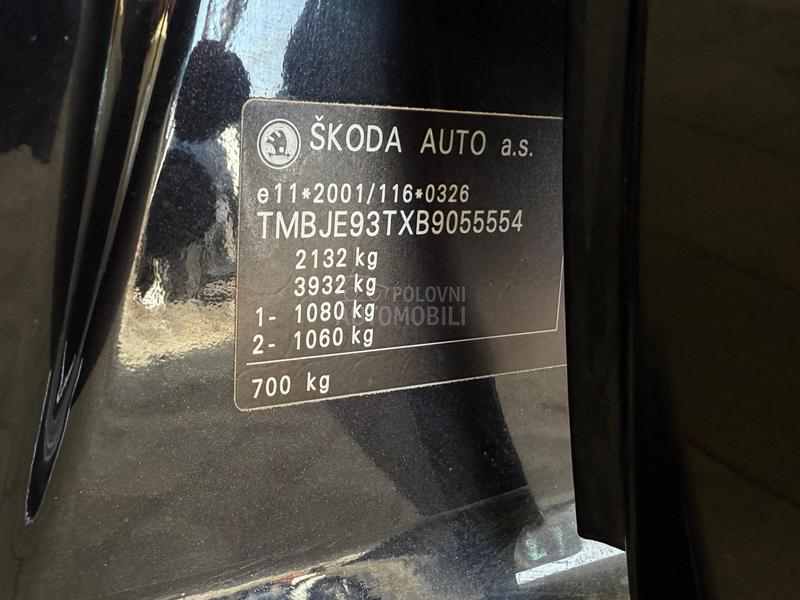 ŠKODA AUTO a.s.
e11*2001/116*0326
TMBJE93TXB9055554
2132 kg
3932 kg
1- 1080 kg
2- 1060 kg
700 kg
POLOVNI